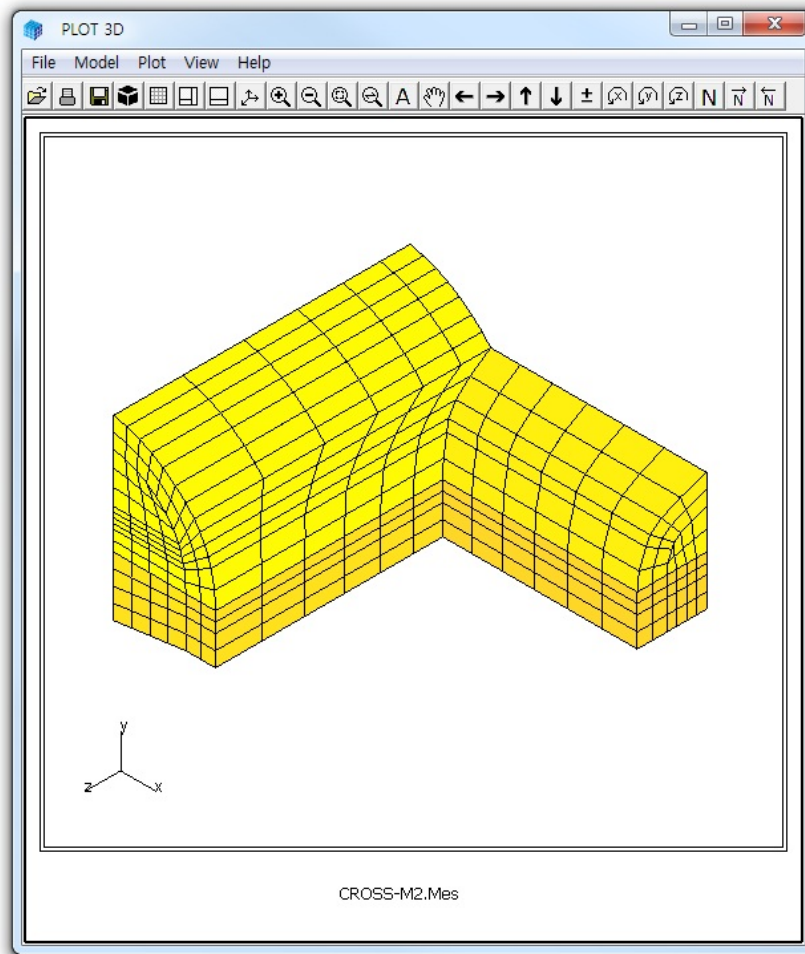 PLOT 3D
File Model Plot View Help
A ± x y z N N N
y
z x
CROSS-M2.Mes